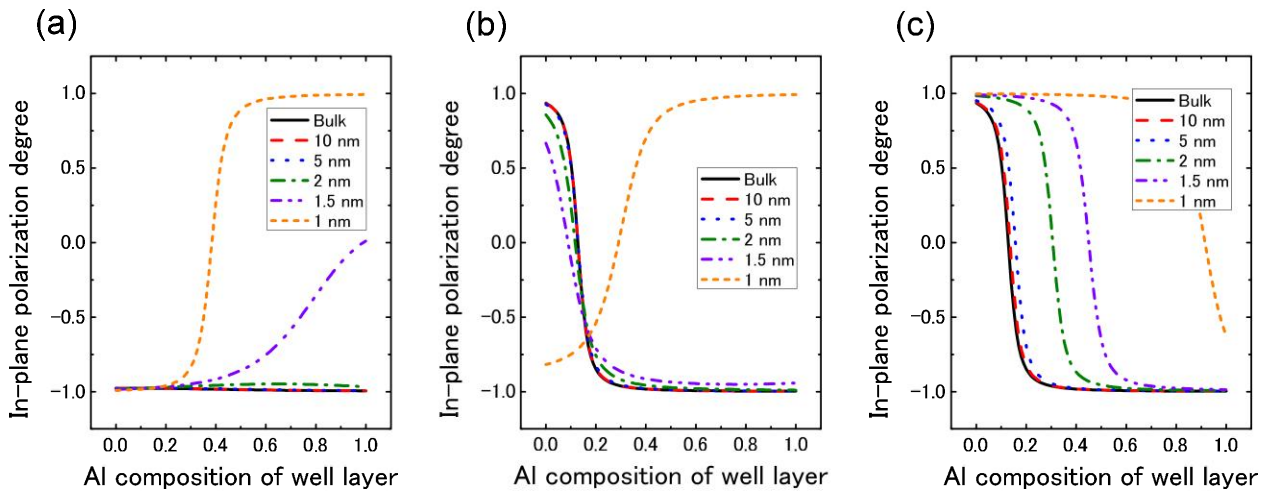 (a)
In-plane polarization degree
1.0
0.5
0.0
-0.5
-1.0
Bulk
10 nm
5 nm
2 nm
1.5 nm
1 nm
0.0 0.2 0.4 0.6 0.8 1.0
Al composition of well layer
(b)
In-plane polarization degree
1.0
0.5
0.0
-0.5
-1.0
Bulk
10 nm
5 nm
2 nm
1.5 nm
1 nm
0.0 0.2 0.4 0.6 0.8 1.0
Al composition of well layer
(c)
In-plane polarization degree
1.0
0.5
0.0
-0.5
-1.0
Bulk
10 nm
5 nm
2 nm
1.5 nm
1 nm
0.0 0.2 0.4 0.6 0.8 1.0
Al composition of well layer